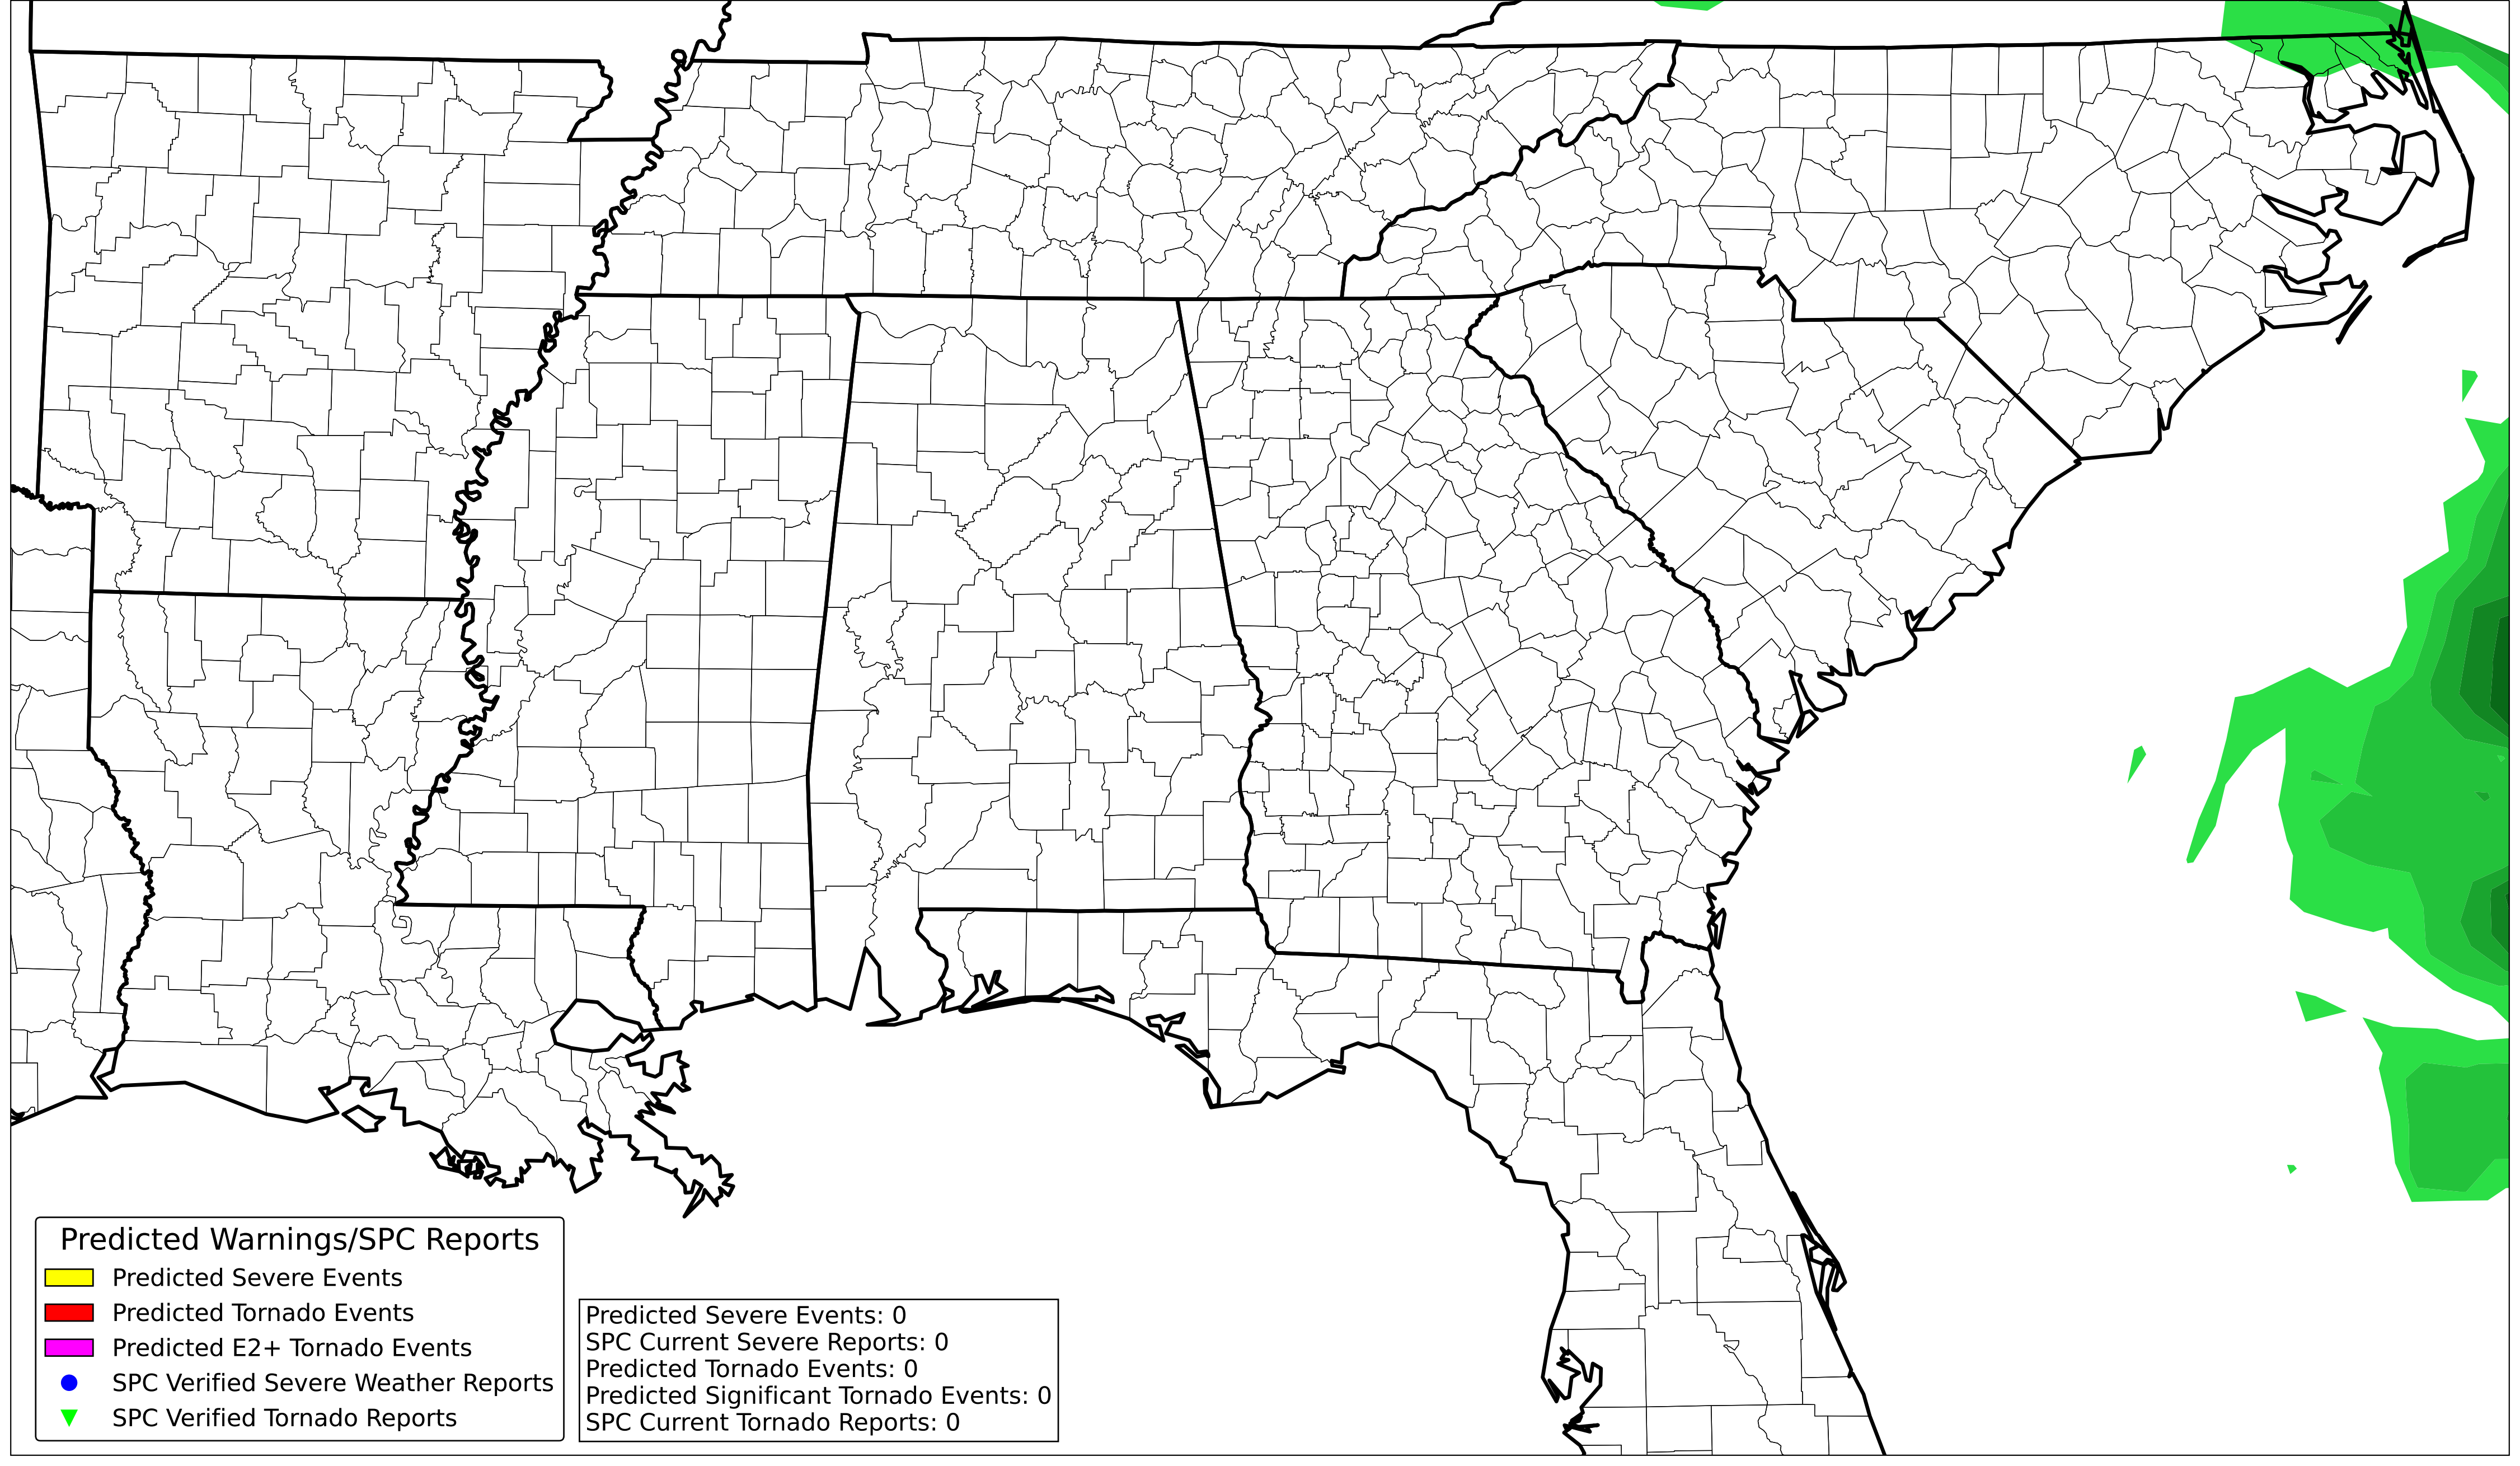 Predicted Warnings/SPC Reports
Predicted Severe Events
Predicted Tornado Events
Predicted E2+ Tornado Events
SPC Verified Severe Weather Reports
SPC Verified Tornado Reports
Predicted Severe Events: 0
SPC Current Severe Reports: 0
Predicted Tornado Events: 0
Predicted Significant Tornado Events: 0
SPC Current Tornado Reports: 0